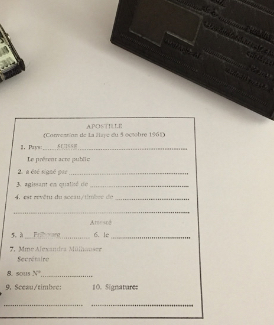 APOSTILLE
(Convention de La Haye du 5 octobre 1961)
1. Pays SUISSE
Le présent acte public
2. a été signé par
3. agissant en qualité de
4. est revêtu du sceau/timbre de
Attesté
5. à Fribourg 6. le
7. Mme Alexandra
Secrétaire
8. sous N°
9. Sceau/timbre: 10. Signature: